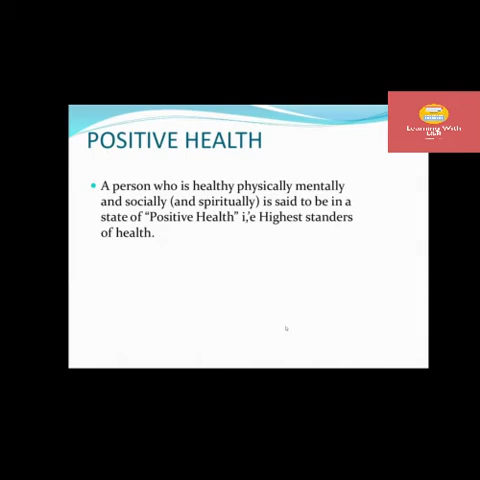 POSITIVE HEALTH
Learning With
• A person who is healthy physically mentally
and socially (and spiritually) is said to be in a
state of “Positive Health” i,’e Highest standers
of health.